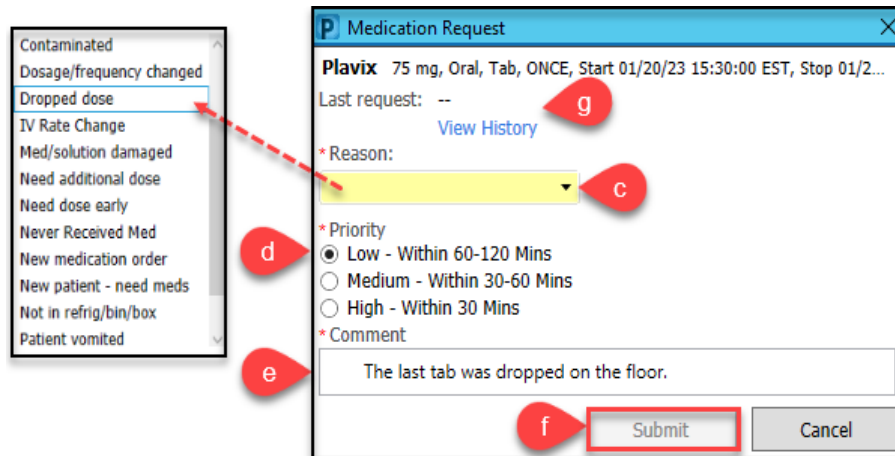 Contaminated
Dosage/frequency changed
Dropped dose
IV Rate Change
Med/solution damaged
Need additional dose
Need dose early
Never Received Med
New medication order
New patient - need meds
Not in refrig/bin/box
Patient vomited
P Medication Request
Plavix 75 mg, Oral, Tab, ONCE, Start 01/20/23 15:30:00 EST, Stop 01/2...
Last request: --
g
View History
*Reason:
c
*Priority
d
Low - Within 60-120 Mins
Medium - Within 30-60 Mins
High - Within 30 Mins
*Comment
e
The last tab was dropped on the floor.
f
Submit Cancel